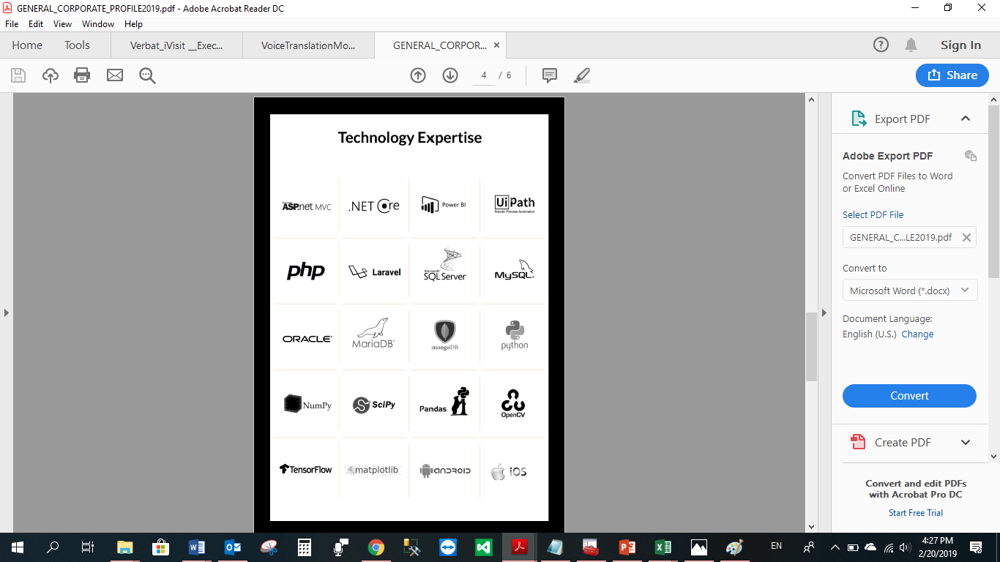 GENERAL_CORPORATE_PROFILE2019.pdf - Adobe Acrobat Reader DC
File Edit View Window Help
Home Tools Verbat_iVisit __Exec... VoiceTranslationMo... GENERAL_CORPOR... Sign In
4 / 6 Share
Technology Expertise
Microsoft
ASP.net MVC .NET Core Power BI UiPath
Robotic Process Automation
php Laravel Microsoft SQL Server MySQL
ORACLE MariaDB mongoDB python
NumPy SciPy Pandas OpenCV
TensorFlow matplotlib android iOS
Export PDF
Adobe Export PDF
Convert PDF Files to Word
or Excel Online
Select PDF File
GENERAL_C...LE2019.pdf
Convert to
Microsoft Word (*.docx)
Document Language:
English (U.S.) Change
Convert
Create PDF
Convert and edit PDFs
with Acrobat Pro DC
Start Free Trial
EN
4:27 PM
2/20/2019